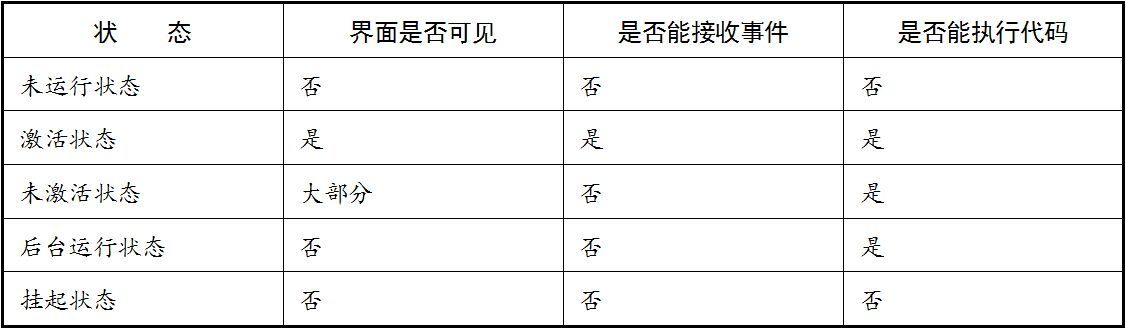 状 态 界面是否可见 是否能接收事件 是否能执行代码
未运行状态 否 否 否
激活状态 是 是 是
未激活状态 大部分 否 是
后台运行状态 否 否 是
挂起状态 否 否 否